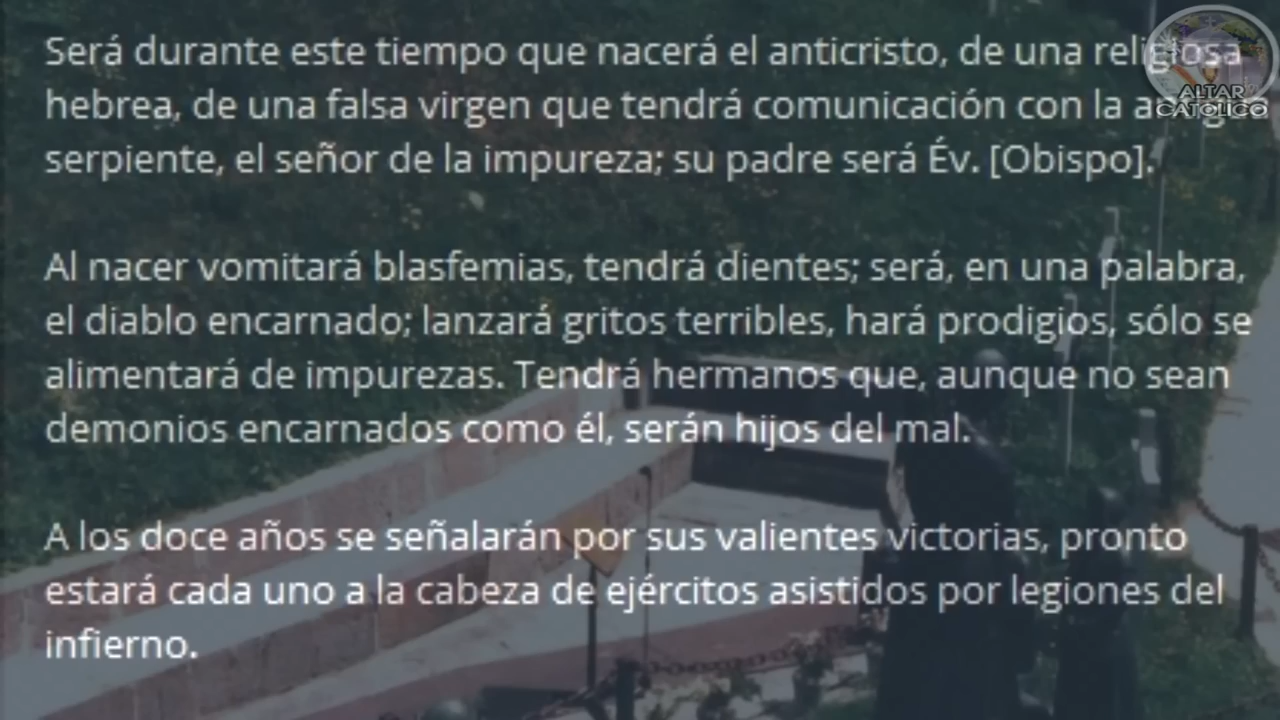 Será durante este tiempo que nacerá el anticristo, de una religiosa
hebrea, de una falsa virgen que tendrá comunicación con la
serpiente, el señor de la impureza; su padre será Év. [Obispo].
Al nacer vomitará blasfemias, tendrá dientes; será, en una palabra,
el diablo encarnado; lanzará gritos terribles, hará prodigios, sólo se
alimentará de impurezas. Tendrá hermanos que, aunque no sean
demonios encarnados como él, serán hijos del mal.
A los doce años se señalarán por sus valientes victorias, pronto
estará cada uno a la cabeza de ejércitos asistidos por legiones del
infierno.
ALTAR
CATOLICO